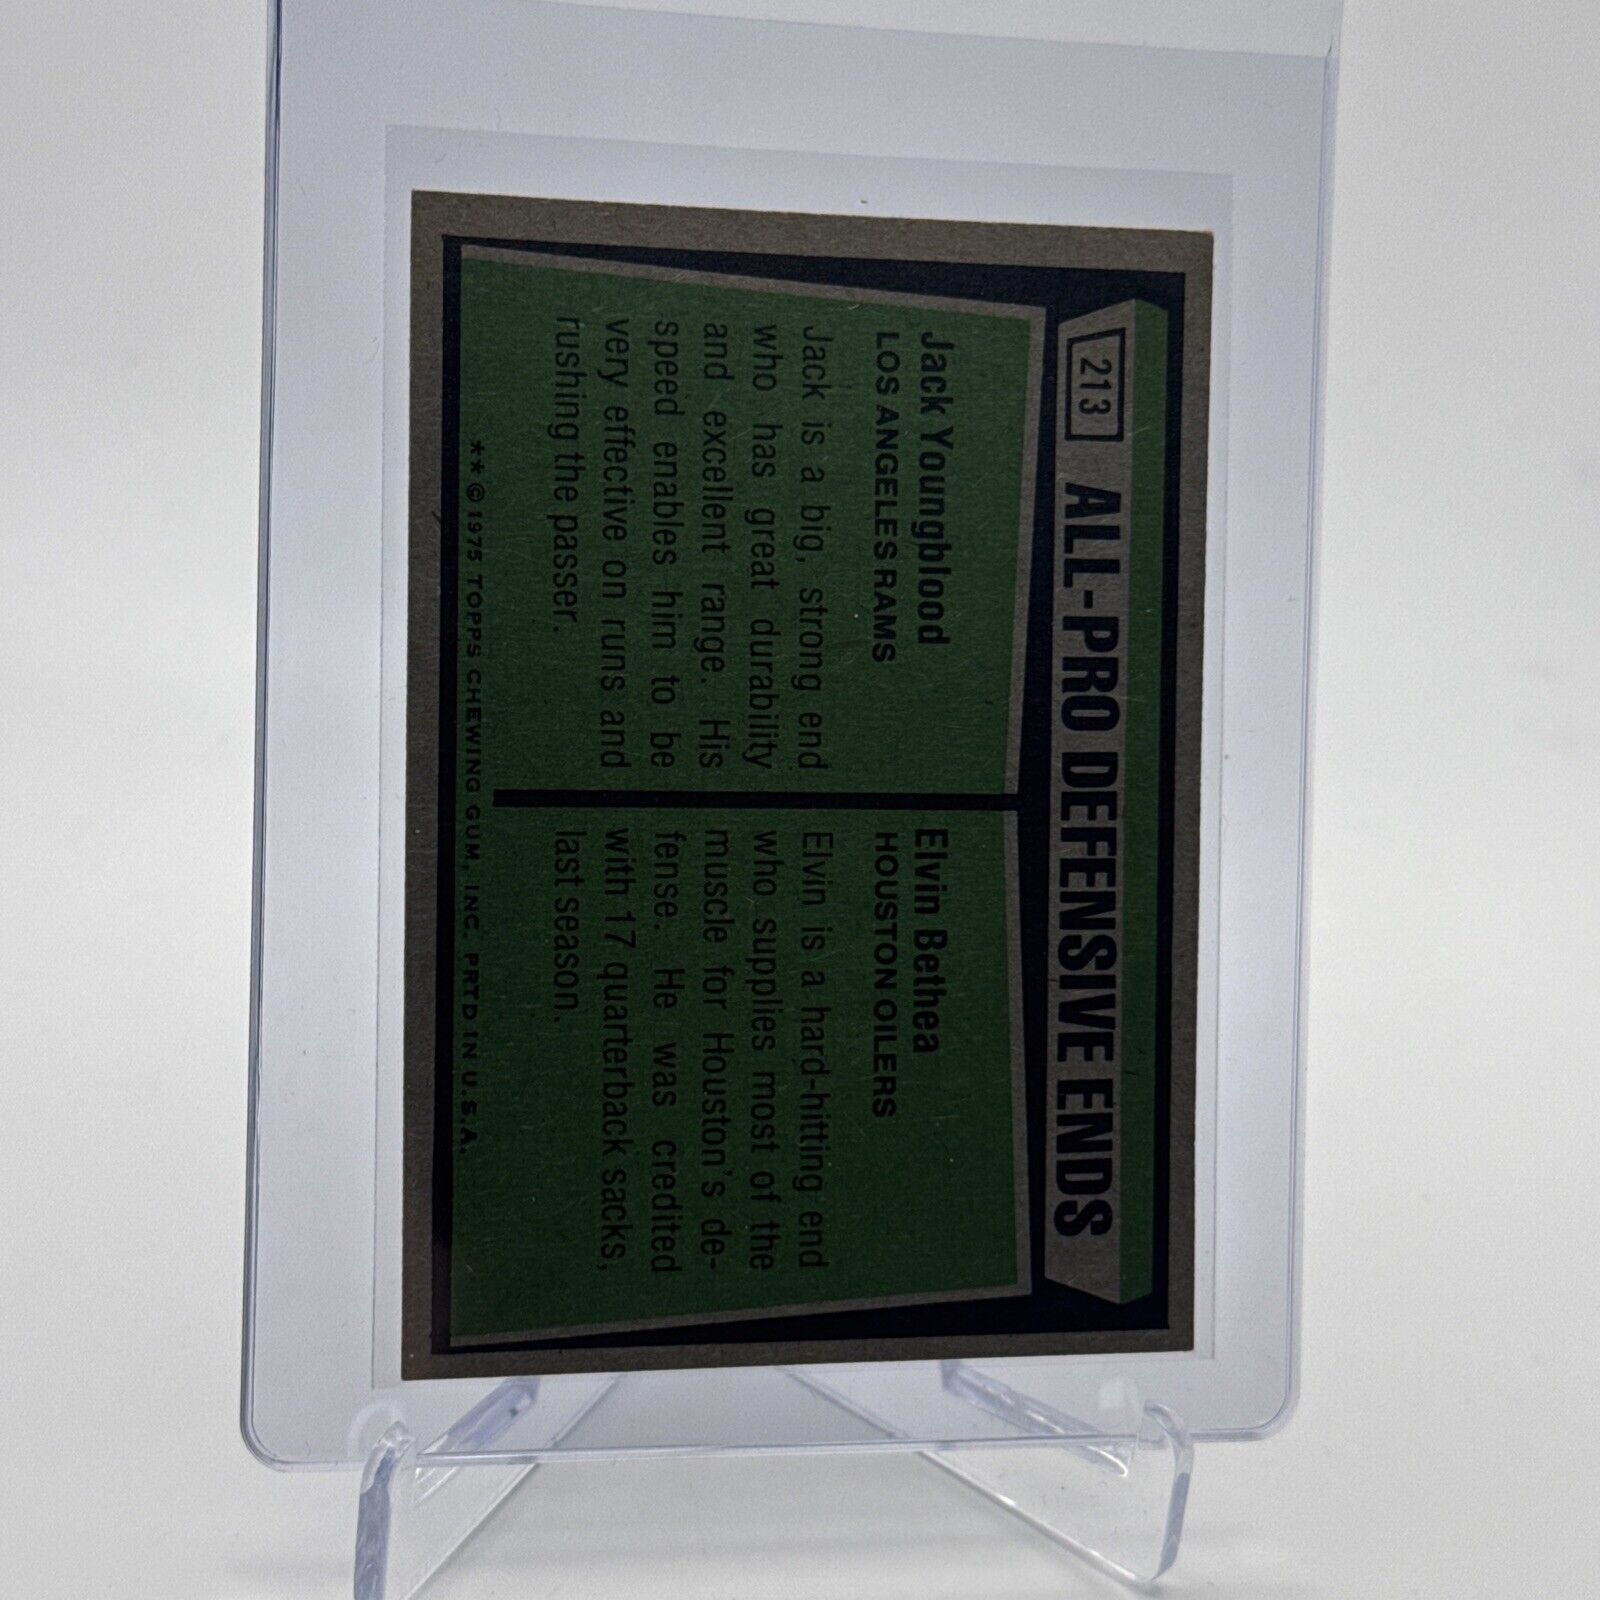 213 ALL-PRO DEFENSIVE ENDS
Jack Youngblood
LOS ANGELES RAMS
Jack is a big, strong end
who has great durability
and excellent range. His
speed enables him to be
very effective on runs and
rushing the passer.
Elvin Bethea
HOUSTON OILERS
Elvin is a hard-hitting end
who supplies most of the
muscle for Houston's de-
fense. He was credited
with 17 quarterback sacks,
last season.
** © 1975 TOPPS CHEWING GUM, INC. PRTD IN U.S.A.